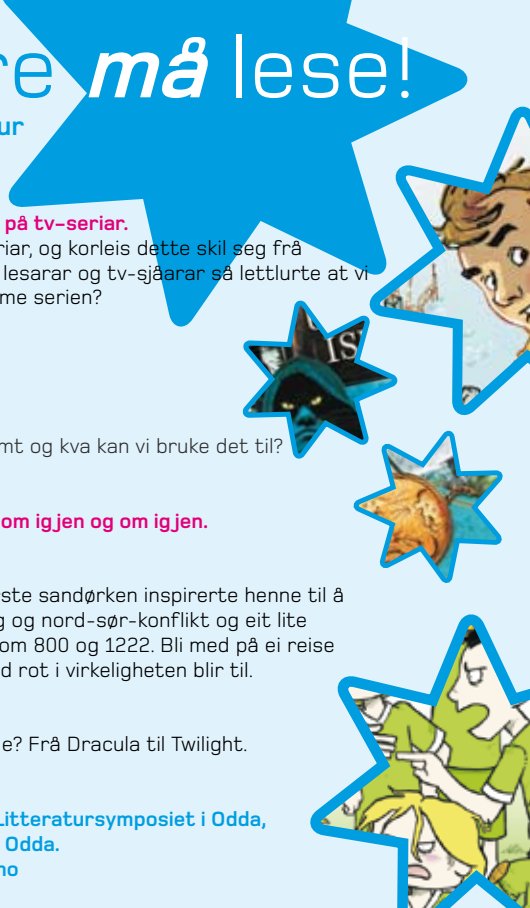 re må lese!
ur
på tv-seriar.
riar, og korleis dette skil seg frå
lesarar og tv-sjåarar så lettlurte at vi
me serien?
mt og kva kan vi bruke det til?
om igjen og om igjen.
ste sandørken inspirerte henne til å
g og nord-sør-konflikt og eit lite
om 800 og 1222. Bli med på ei reise
d rot i virkeligheten blir til.
e? Frå Dracula til Twilight.
Litteratursymposiet i Odda,
Odda.
no